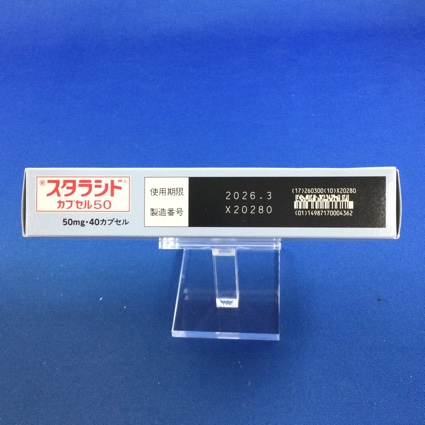 スタラシド
カプセル50
50mg・40カプセル
使用期限 2026.3
製造番号 X20280
(17)260300(10)X20280
(01)14987170004362